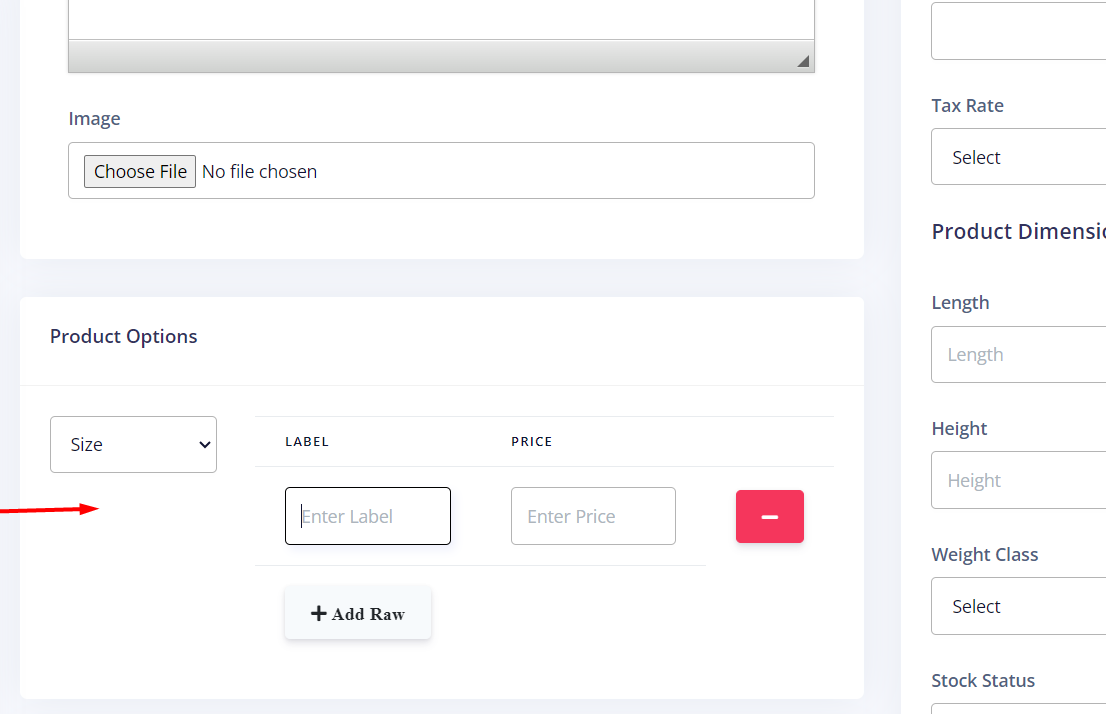 Image
Choose File No file chosen
Product Options
Size
LABEL PRICE
Enter Label Enter Price
Add Raw
Tax Rate
Select
Product Dimensio
Length
Length
Height
Height
Weight Class
Select
Stock Status